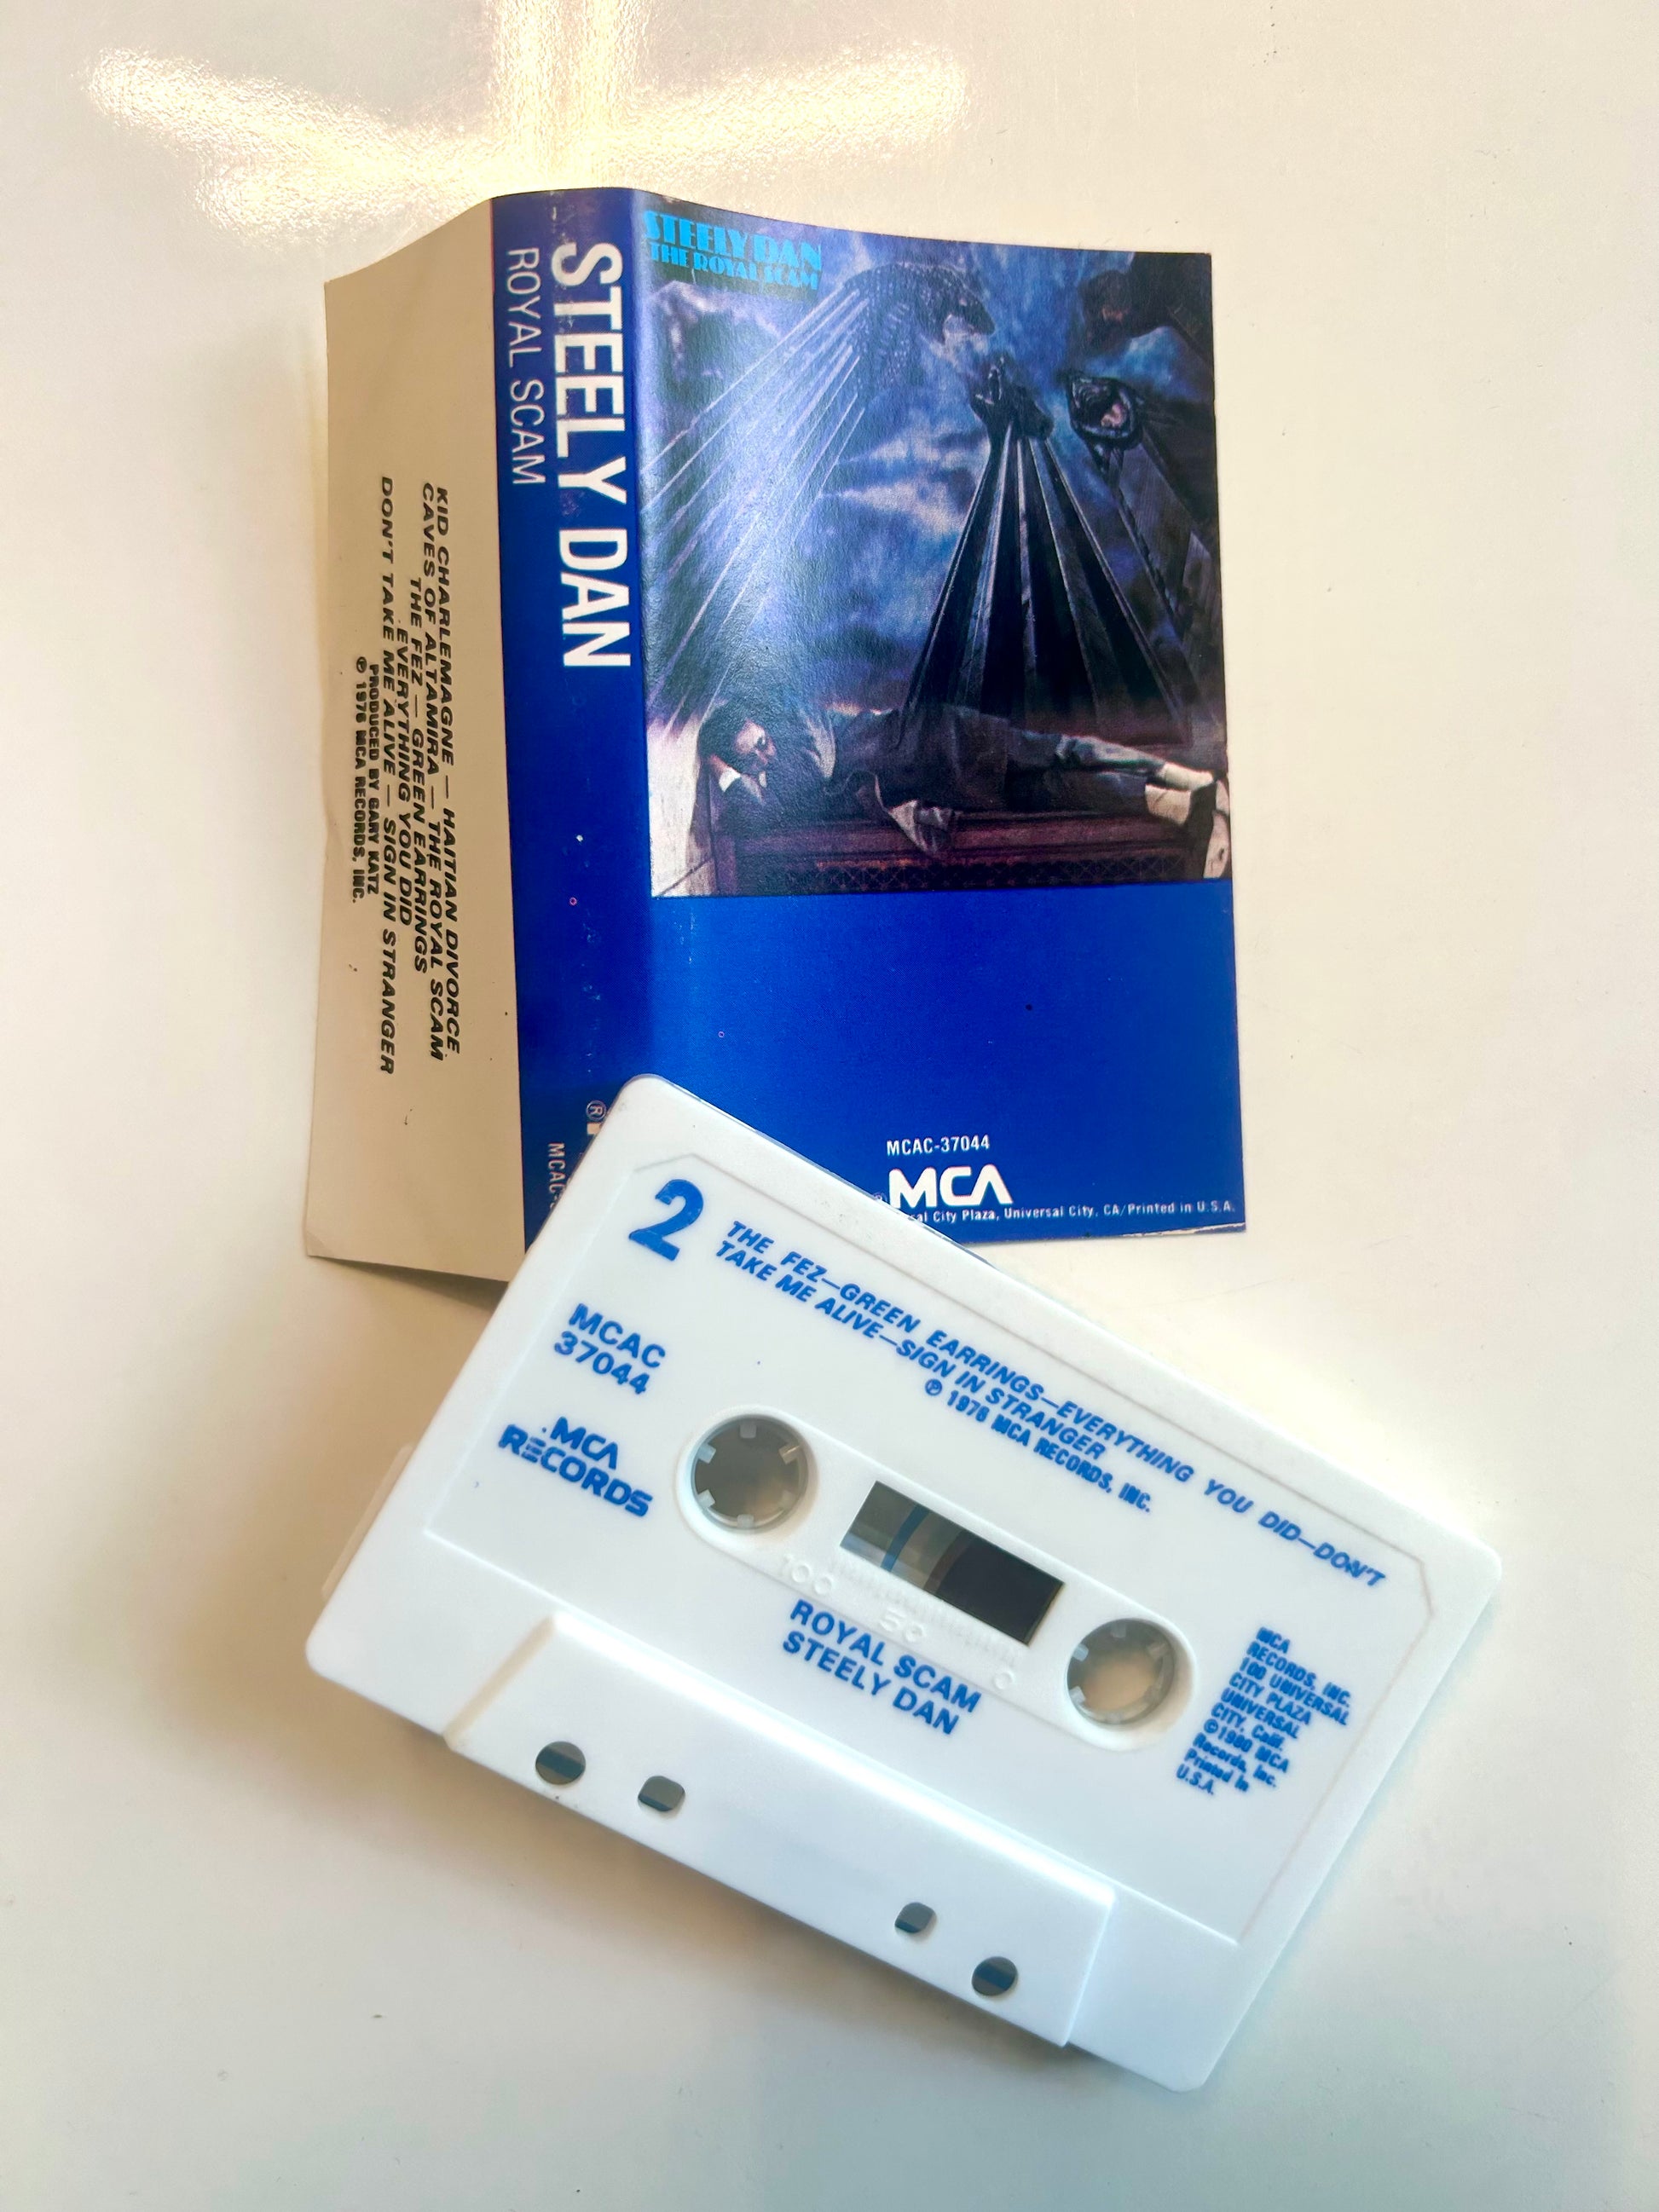 STEELY DAN
THE ROYAL SCAM
STEELY DAN
ROYAL SCAM
®
MCAC-
KID CHARLEMAGNE — HAITIAN DIVORCE
CAVES OF ALTAMIRA — THE ROYAL SCAM
THE FEZ — GREEN EARRINGS
EVERYTHING YOU DID
DON'T TAKE ME ALIVE — SIGN IN STRANGER
PRODUCED BY GARY KATZ
℗ 1976 MCA RECORDS, INC.
MCAC-37044
MCA
City Plaza, Universal City, CA/Printed in U.S.A.
2
THE FEZ—GREEN EARRINGS—EVERYTHING YOU DID—DON'T
TAKE ME ALIVE—SIGN IN STRANGER
℗ 1976 MCA RECORDS, INC.
MCAC
37044
MCA
RECORDS
100
50
0
ROYAL SCAM
STEELY DAN
MCA
RECORDS, INC.
100 UNIVERSAL
CITY PLAZA
UNIVERSAL
CITY, Calif.
©1980 MCA
Records, Inc.
Printed In
U.S.A.